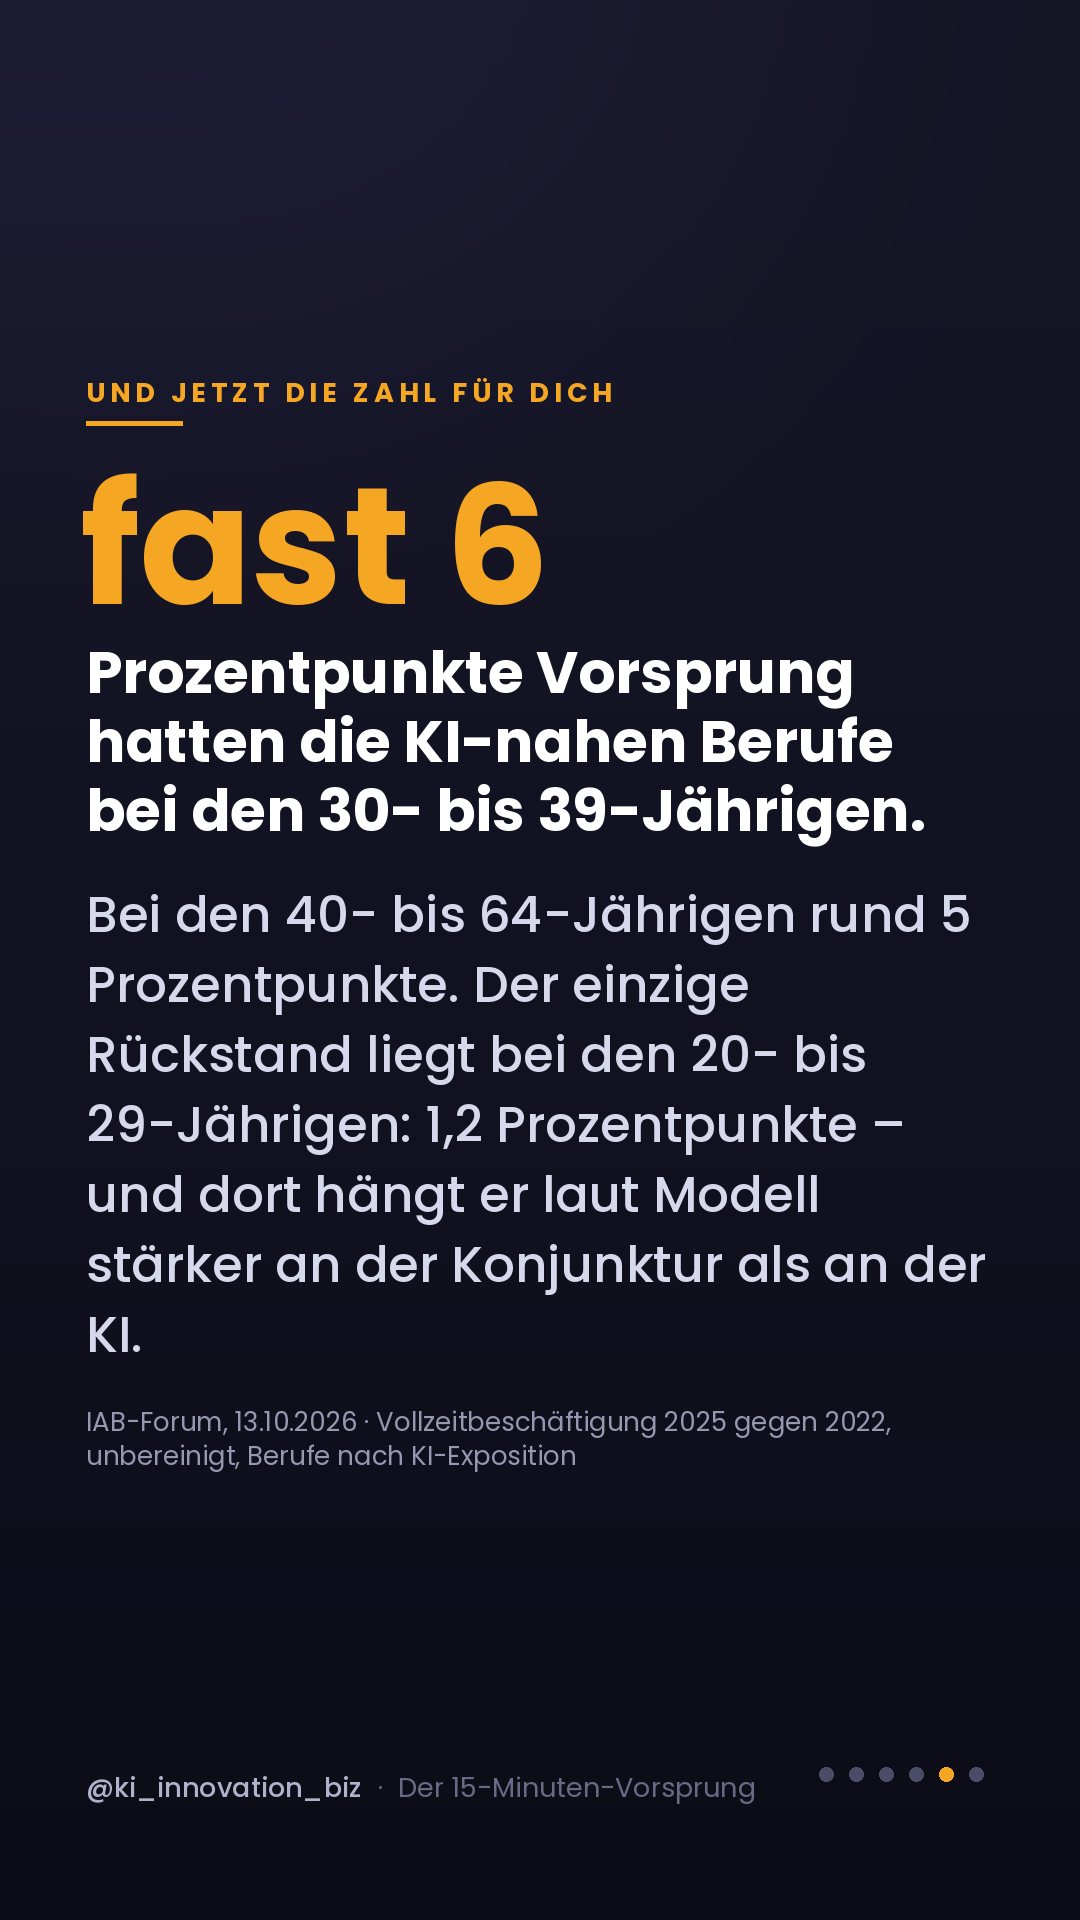 UND JETZT DIE ZAHL FÜR DICH
fast 6
Prozentpunkte Vorsprung
hatten die KI-nahen Berufe
bei den 30- bis 39-Jährigen.
Bei den 40- bis 64-Jährigen rund 5
Prozentpunkte. Der einzige
Rückstand liegt bei den 20- bis
29-Jährigen: 1,2 Prozentpunkte –
und dort hängt er laut Modell
stärker an der Konjunktur als an der
KI.
IAB-Forum, 13.10.2026 · Vollzeitbeschäftigung 2025 gegen 2022,
unbereinigt, Berufe nach KI-Exposition
@ki_innovation_biz · Der 15-Minuten-Vorsprung